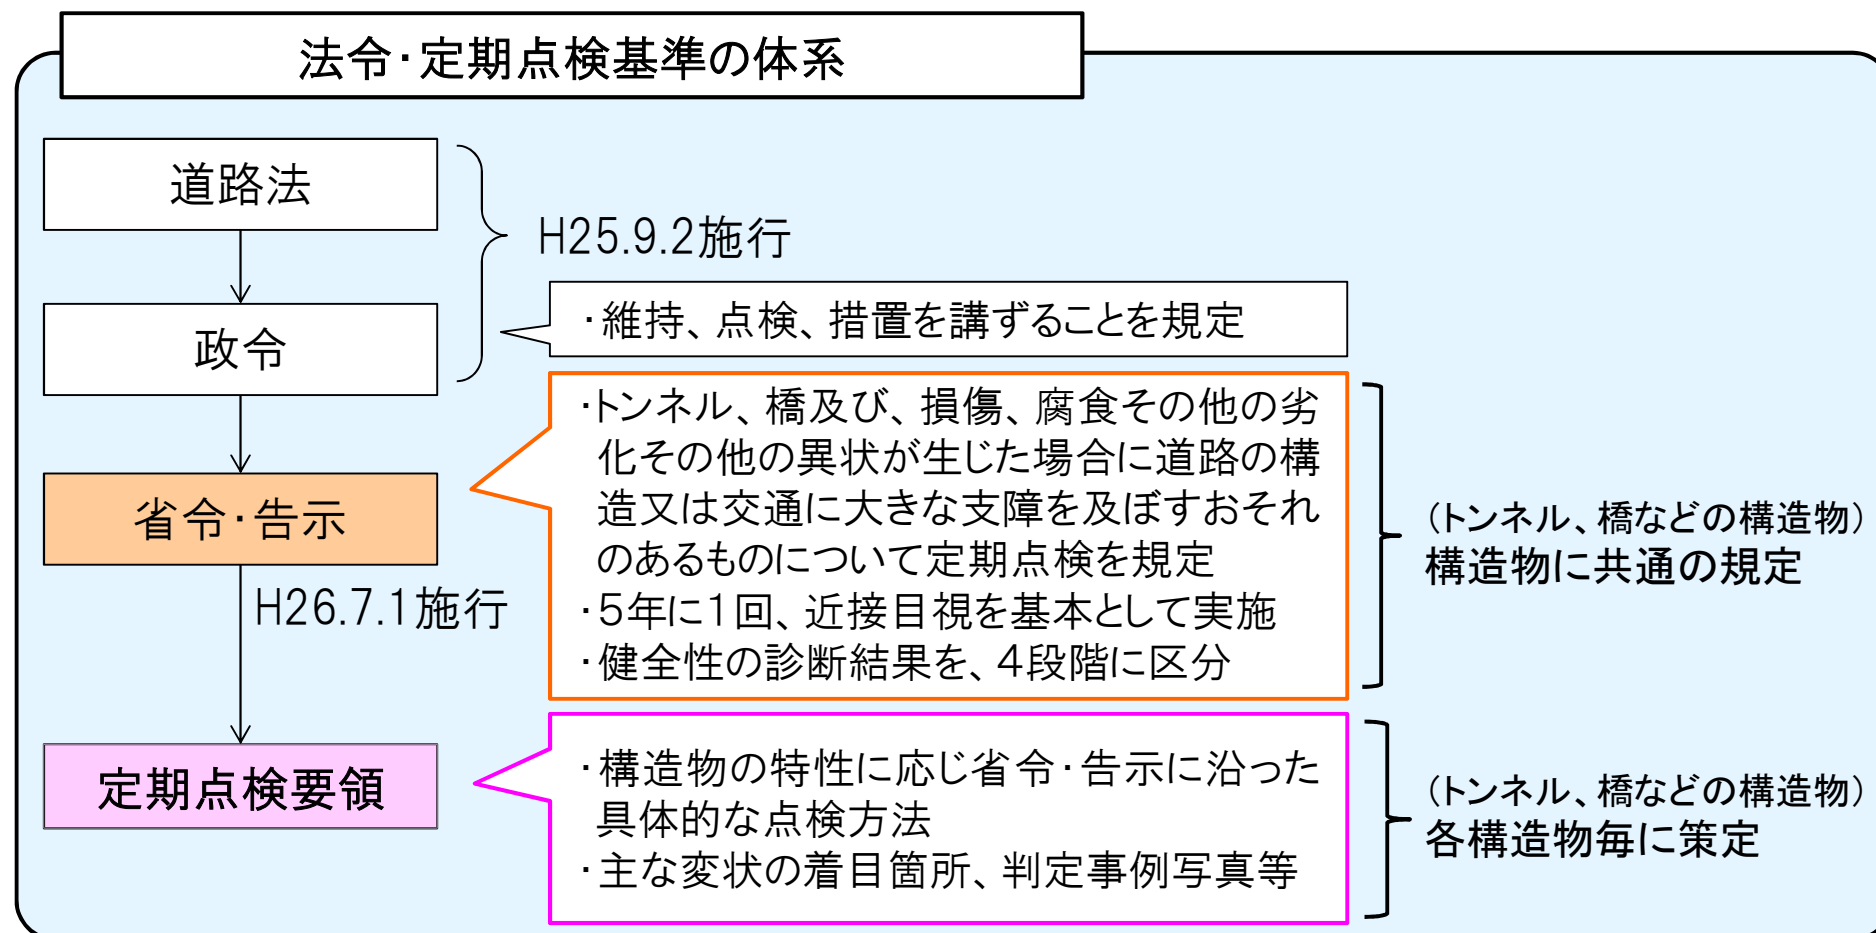 法令・定期点検基準の体系
道路法
H25.9.2施行
政令
・維持、点検、措置を講ずることを規定
省令・告示
H26.7.1施行
・トンネル、橋及び、損傷、腐食その他の劣
化その他の異状が生じた場合に道路の構
造又は交通に大きな支障を及ぼすおそれ
のあるものについて定期点検を規定
・5年に1回、近接目視を基本として実施
・健全性の診断結果を、4段階に区分
（トンネル、橋などの構造物）
構造物に共通の規定
定期点検要領
・構造物の特性に応じ省令・告示に沿った
具体的な点検方法
・主な変状の着目箇所、判定事例写真等
（トンネル、橋などの構造物）
各構造物毎に策定